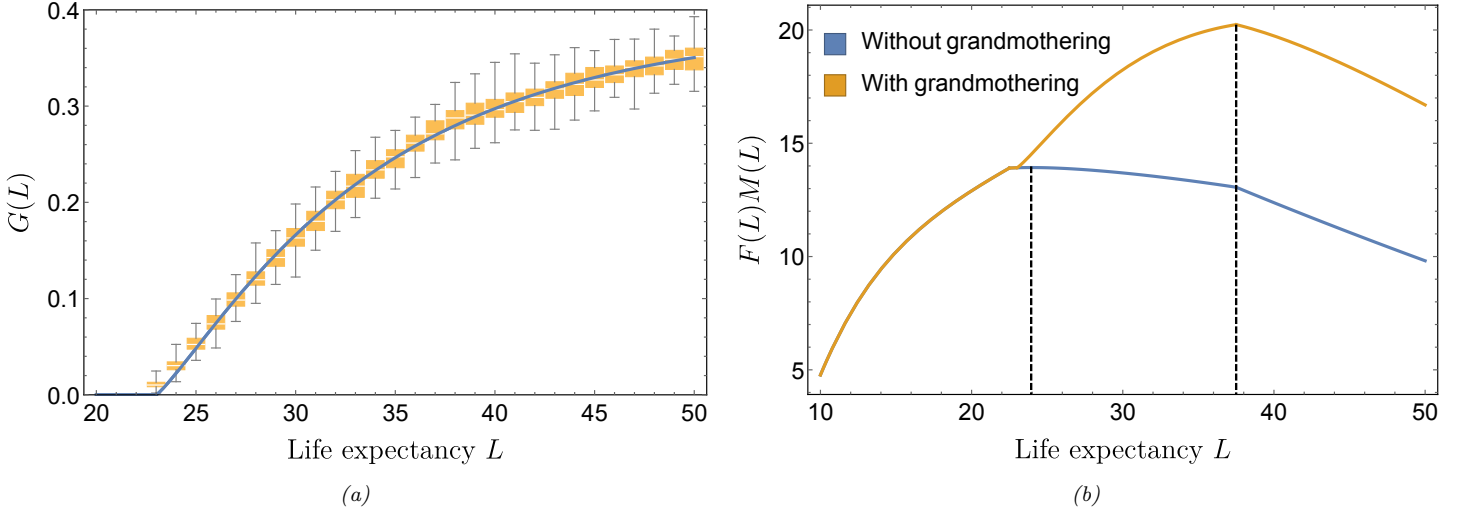 0.4
0.3
0.2
0.1
0.0
G(L)
20 25 30 35 40 45 50
Life expectancy L
(a)
20
15
10
5
F(L)M(L)
Without grandmothering
With grandmothering
10 20 30 40 50
Life expectancy L
(b)